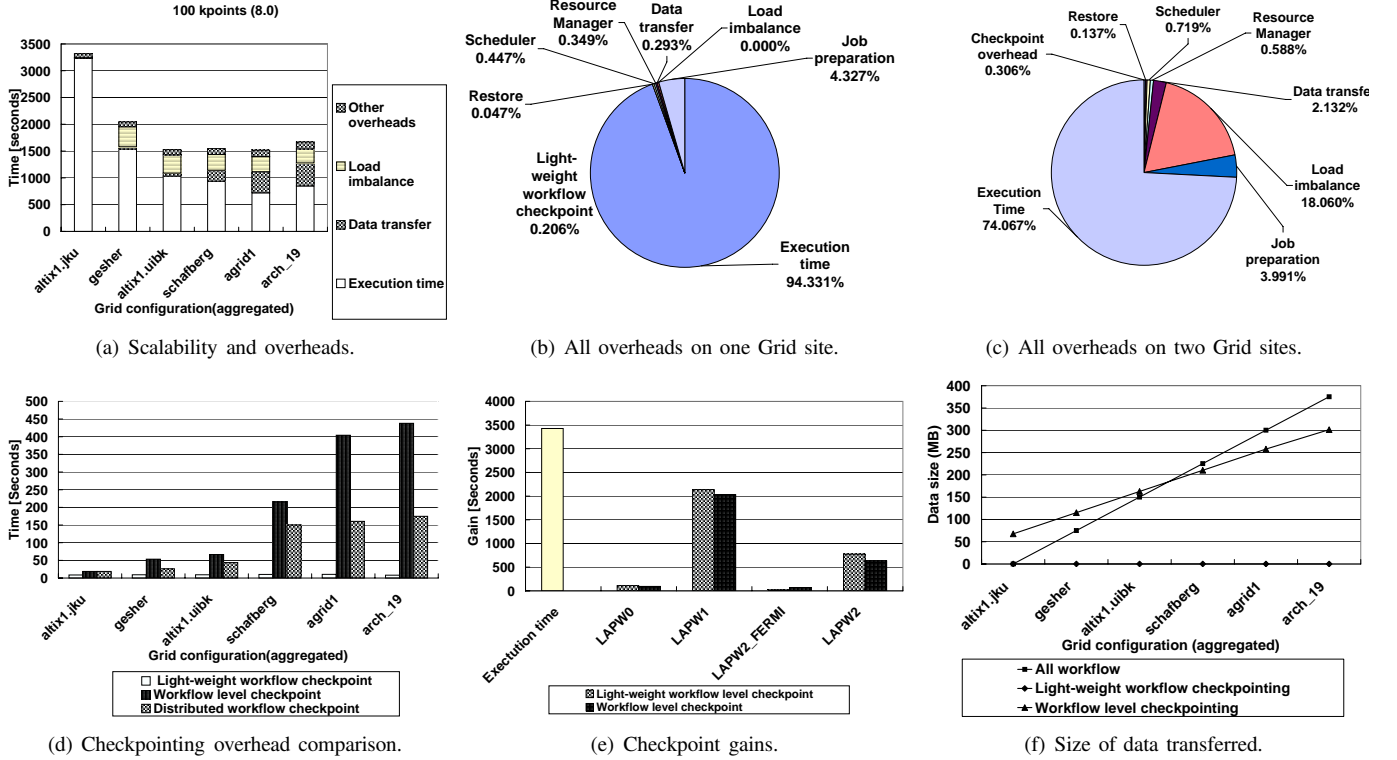 100 kpoints (8.0)
3500
3000
2500
2000
1500
1000
500
0
Time [seconds]
altix1.jku
gesher
altix1.uibk
schafberg
agrid1
arch_19
Grid configuration(aggregated)
Other
overheads
Load
imbalance
Data transfer
Execution time
(a) Scalability and overheads.
Resource
Manager
0.349%
Data
transfer
0.293%
Load
imbalance
0.000%
Job
preparation
4.327%
Scheduler
0.447%
Restore
0.047%
Light-
weight
workflow
checkpoint
0.206%
Execution
time
94.331%
(b) All overheads on one Grid site.
Restore
0.137%
Scheduler
0.719%
Resource
Manager
0.588%
Checkpoint
overhead
0.306%
Data transfe
2.132%
Load
imbalance
18.060%
Execution
Time
74.067%
Job
preparation
3.991%
(c) All overheads on two Grid sites.
500
450
400
350
300
250
200
150
100
50
0
Time [Seconds]
altix1.jku
gesher
altix1.uibk
schafberg
agrid1
arch_19
Grid configuration(aggregated)
Light-weight workflow checkpoint
Workflow level checkpoint
Distributed workflow checkpoint
(d) Checkpointing overhead comparison.
4000
3500
3000
2500
2000
1500
1000
500
0
Gain [Seconds]
Exectution time
LAPW0
LAPW1
LAPW2_FERMI
LAPW2
Light-weight workflow level checkpoint
Workflow level checkpoint
(e) Checkpoint gains.
400
350
300
250
200
150
100
50
0
Data size (MB)
altix1.jku
gesher
altix1.uibk
schafberg
agrid1
arch_19
Grid configuration (aggregated)
All workflow
Light-weight workflow checkpointing
Workflow level checkpointing
(f) Size of data transferred.